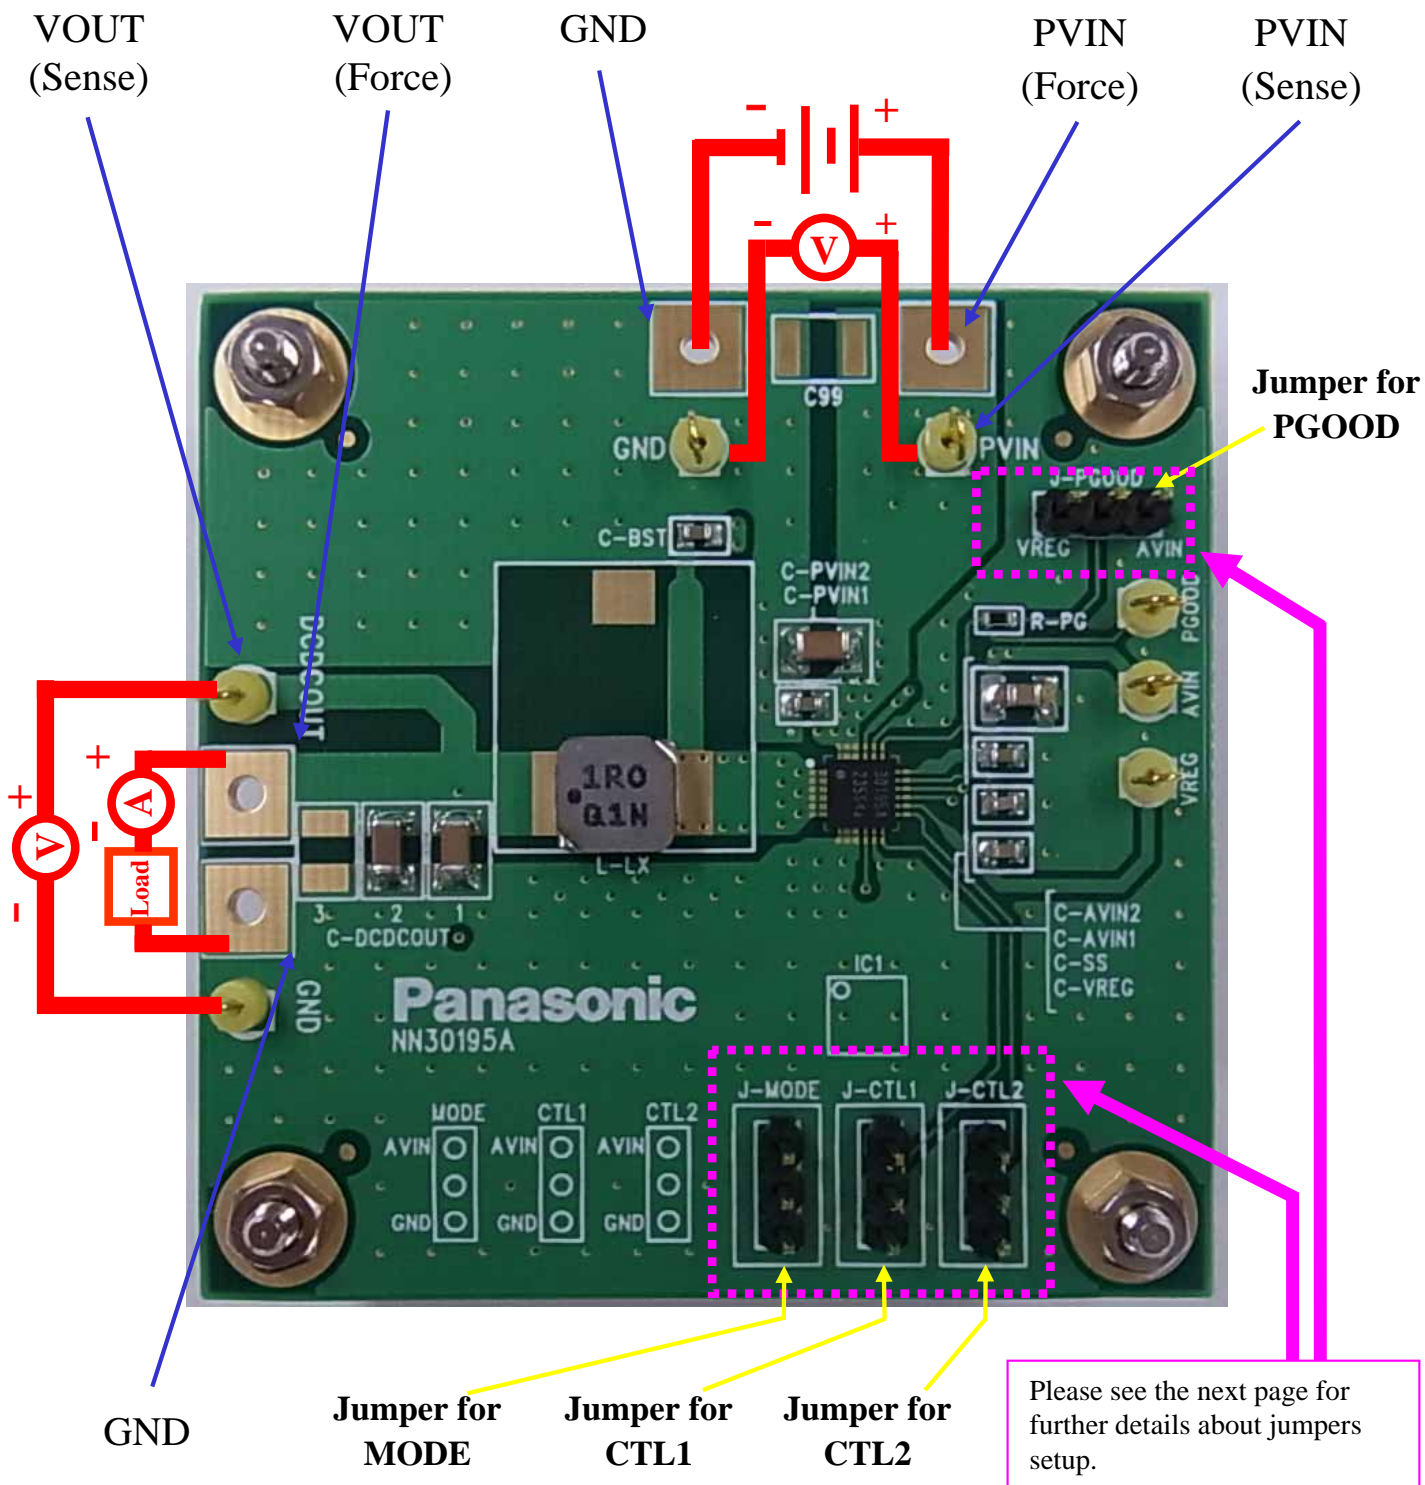 VOUT
(Sense)
VOUT
(Force)
GND
PVIN
(Force)
PVIN
(Sense)
- +
- V +
Jumper for
PGOOD
C99
GND
PVIN
J-PGOOD
VREG AVIN
C-BST
C-PVIN2
C-PVIN1
R-PG
PGOOD
AVIN
VREG
DCDCOUT
1R0
Q1N
L-LX
+
V
-
+
A
-
Load
3 2 1
C-DCDCOUT
C-AVIN2
C-AVIN1
C-SS
C-VREG
GND
IC1
Panasonic
NN30195A
MODE
AVIN
GND
CTL1
AVIN
GND
CTL2
AVIN
GND
J-MODE
J-CTL1
J-CTL2
GND
Jumper for
MODE
Jumper for
CTL1
Jumper for
CTL2
Please see the next page for
further details about jumpers
setup.